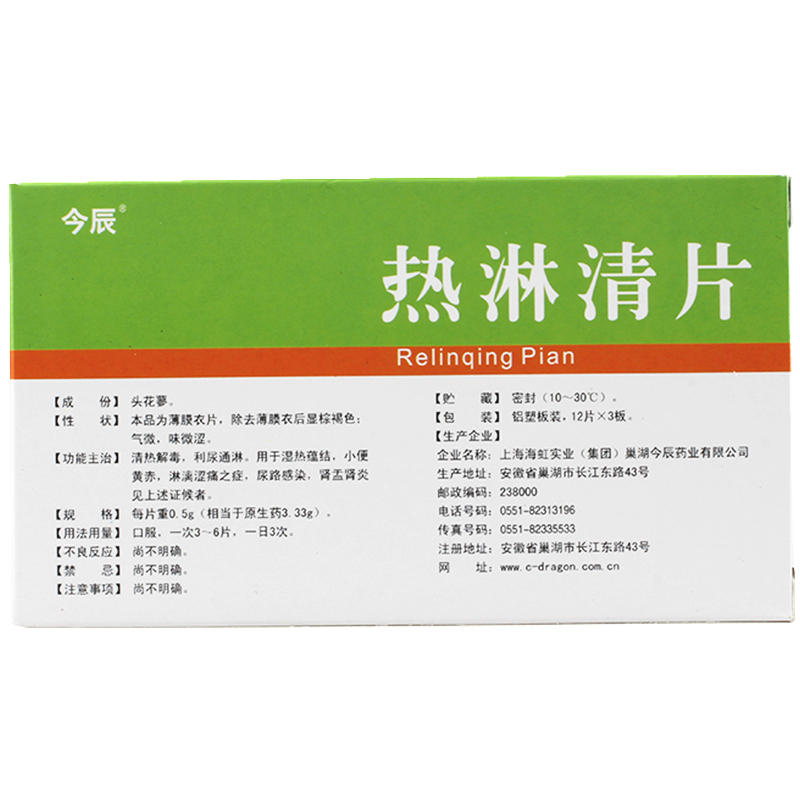 今辰®
热淋清片
Relinqing Pian
【成 份】头花蓼。
【性 状】本品为薄膜衣片，除去薄膜衣后显棕褐色；
气微，味微涩。
【功能主治】清热解毒，利尿通淋。用于湿热蕴结，小便
黄赤，淋漓涩痛之症，尿路感染，肾盂肾炎
见上述证候者。
【规 格】每片重0.5g（相当于原生药3.33g）。
【用法用量】口服，一次3～6片，一日3次。
【不良反应】尚不明确。
【禁 忌】尚不明确。
【注意事项】尚不明确。
【贮 藏】密封（10～30℃）。
【包 装】铝塑板装，12片×3板。
【生产企业】
企业名称：上海海虹实业（集团）巢湖今辰药业有限公司
生产地址：安徽省巢湖市长江东路43号
邮政编码：238000
电话号码：0551-82313196
传真号码：0551-82335533
注册地址：安徽省巢湖市长江东路43号
网 址：www.c-dragon.com.cn